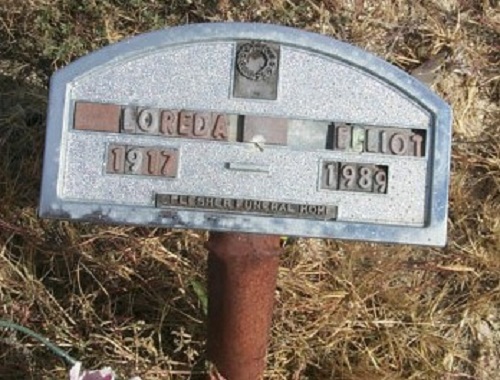 LOREDA ELLIOT
1917 1989
FLESHER FUNERAL HOME